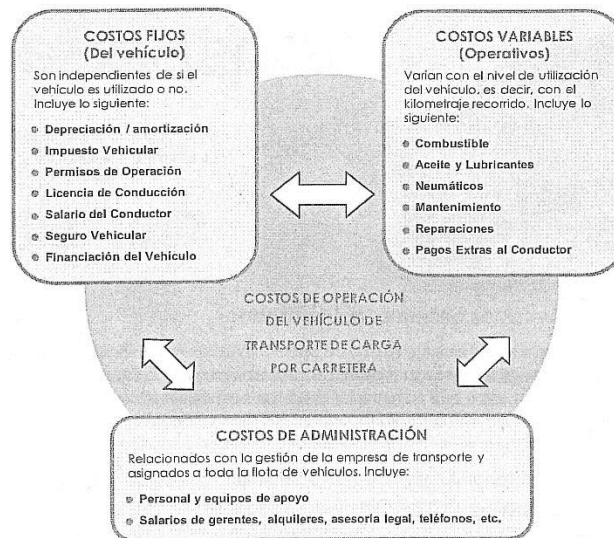 COSTOS FIJOS
(Del vehículo)
Son independientes de si el
vehículo es utilizado o no.
Incluye lo siguiente:
Depreciación / amortización
Impuesto Vehicular
Permisos de Operación
Licencia de Conducción
Salario del Conductor
Seguro Vehicular
Financiación del Vehículo
COSTOS VARIABLES
(Operativos)
Varían con el nivel de utilización
del vehículo, es decir, con el
kilometraje recorrido. Incluye lo
siguiente:
Combustible
Aceite y Lubricantes
Neumáticos
Mantenimiento
Reparaciones
Pagos Extras al Conductor
COSTOS DE OPERACIÓN
DEL VEHÍCULO DE
TRANSPORTE DE CARGA
POR CARRETERA
COSTOS DE ADMINISTRACIÓN
Relacionados con la gestión de la empresa de transporte y
asignados a toda la flota de vehículos. Incluye:
Personal y equipos de apoyo
Salarios de gerentes, alquileres, asesoría legal, teléfonos, etc.